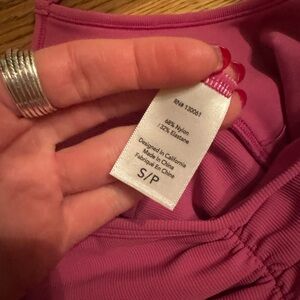 RN# 130061
68% Nylon
/ 32% Elastane
Designed in California
Made in China
Fabriqué En Chine
S/P